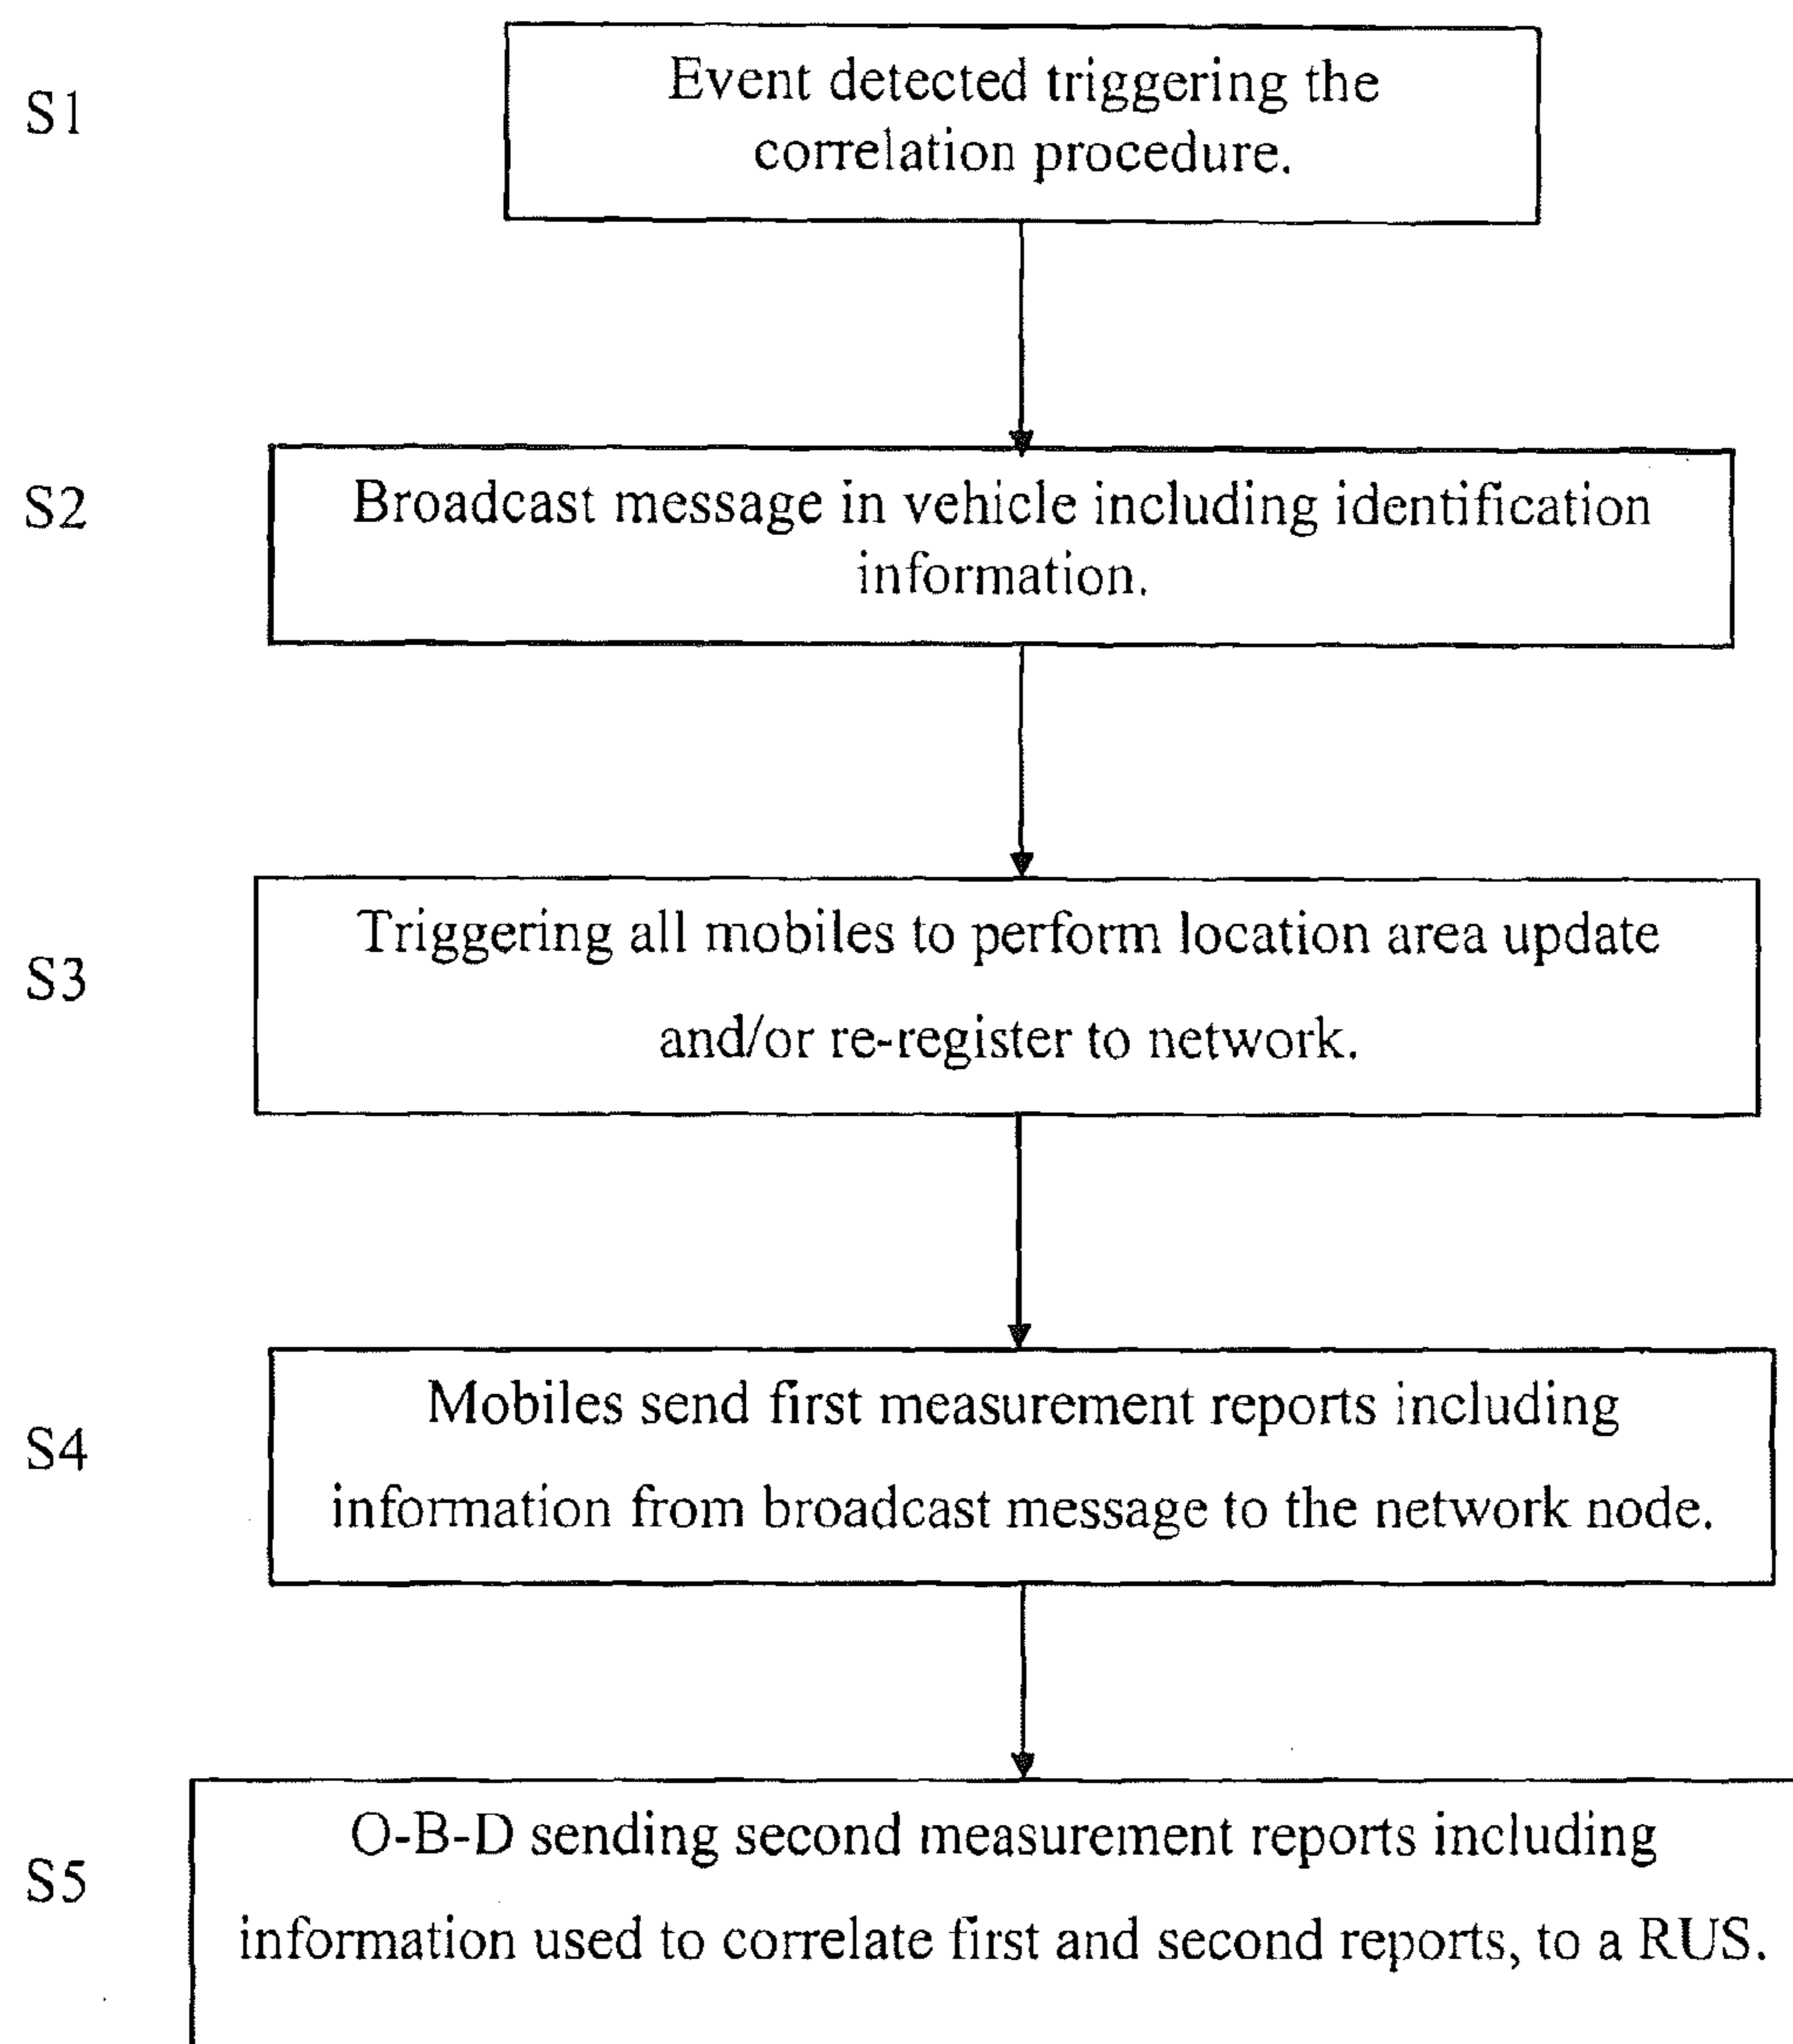 S1
Event detected triggering the
correlation procedure.
S2
Broadcast message in vehicle including identification
information.
S3
Triggering all mobiles to perform location area update
and/or re-register to network.
S4
Mobiles send first measurement reports including
information from broadcast message to the network node.
S5
O-B-D sending second measurement reports including
information used to correlate first and second reports, to a RUS.